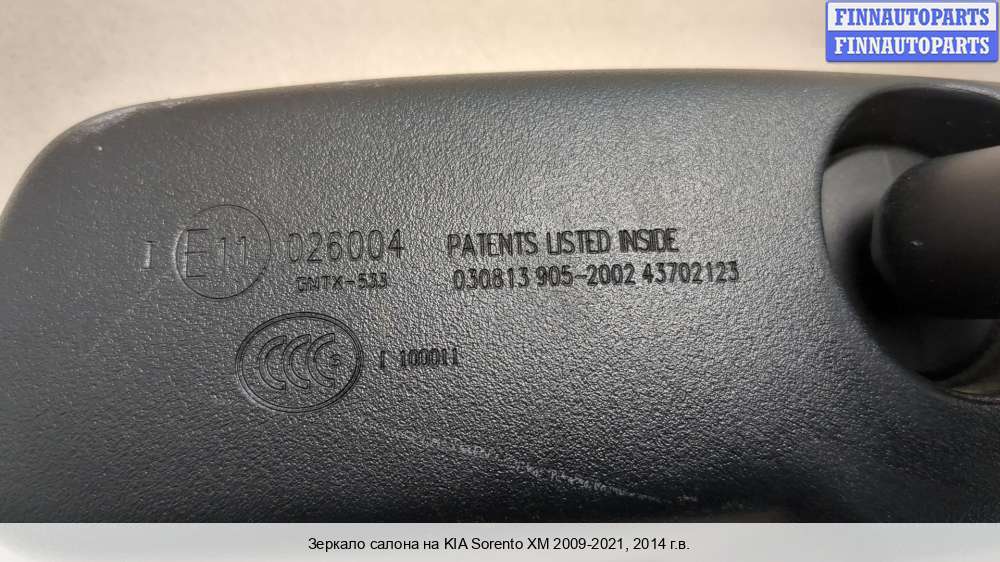 FINNAUTOPARTS
FINNAUTOPARTS
I E11 026004
GNTX-533
PATENTS LISTED INSIDE
030813 905-2002 43702123
CCC S I 100011
Зеркало салона на KIA Sorento XM 2009-2021, 2014 г.в.